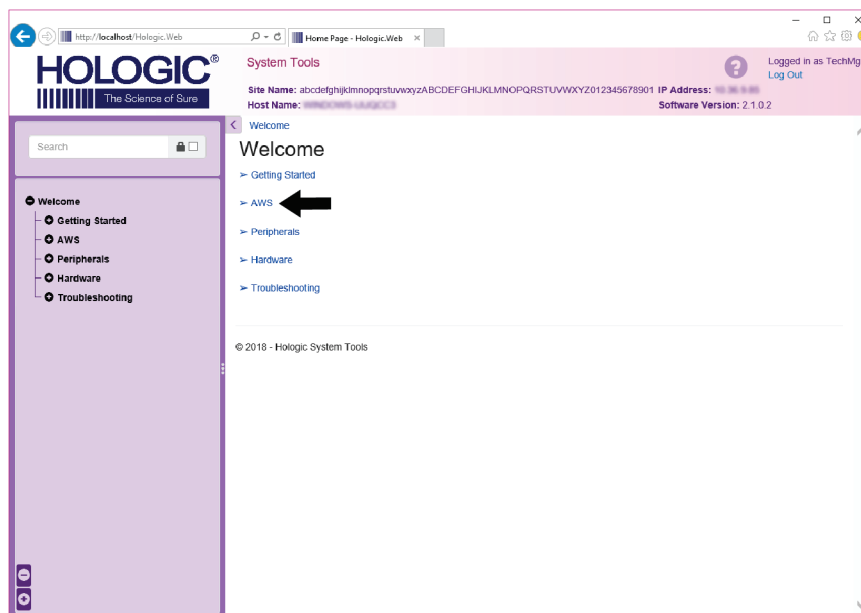 http://localhost/Hologic.Web
Home Page - Hologic.Web
HOLOGIC®
The Science of Sure
System Tools
Logged in as TechMg
Log Out
Site Name: abcdefghijklmnopqrstuvwxyzABCDEFGHIJKLMNOPQRSTUVWXYZ012345678901 IP Address:
Host Name:
Software Version: 2.1.0.2
Search
Welcome
Getting Started
AWS
Peripherals
Hardware
Troubleshooting
Welcome
Welcome
➢ Getting Started
➢ AWS
➢ Peripherals
➢ Hardware
➢ Troubleshooting
© 2018 - Hologic System Tools